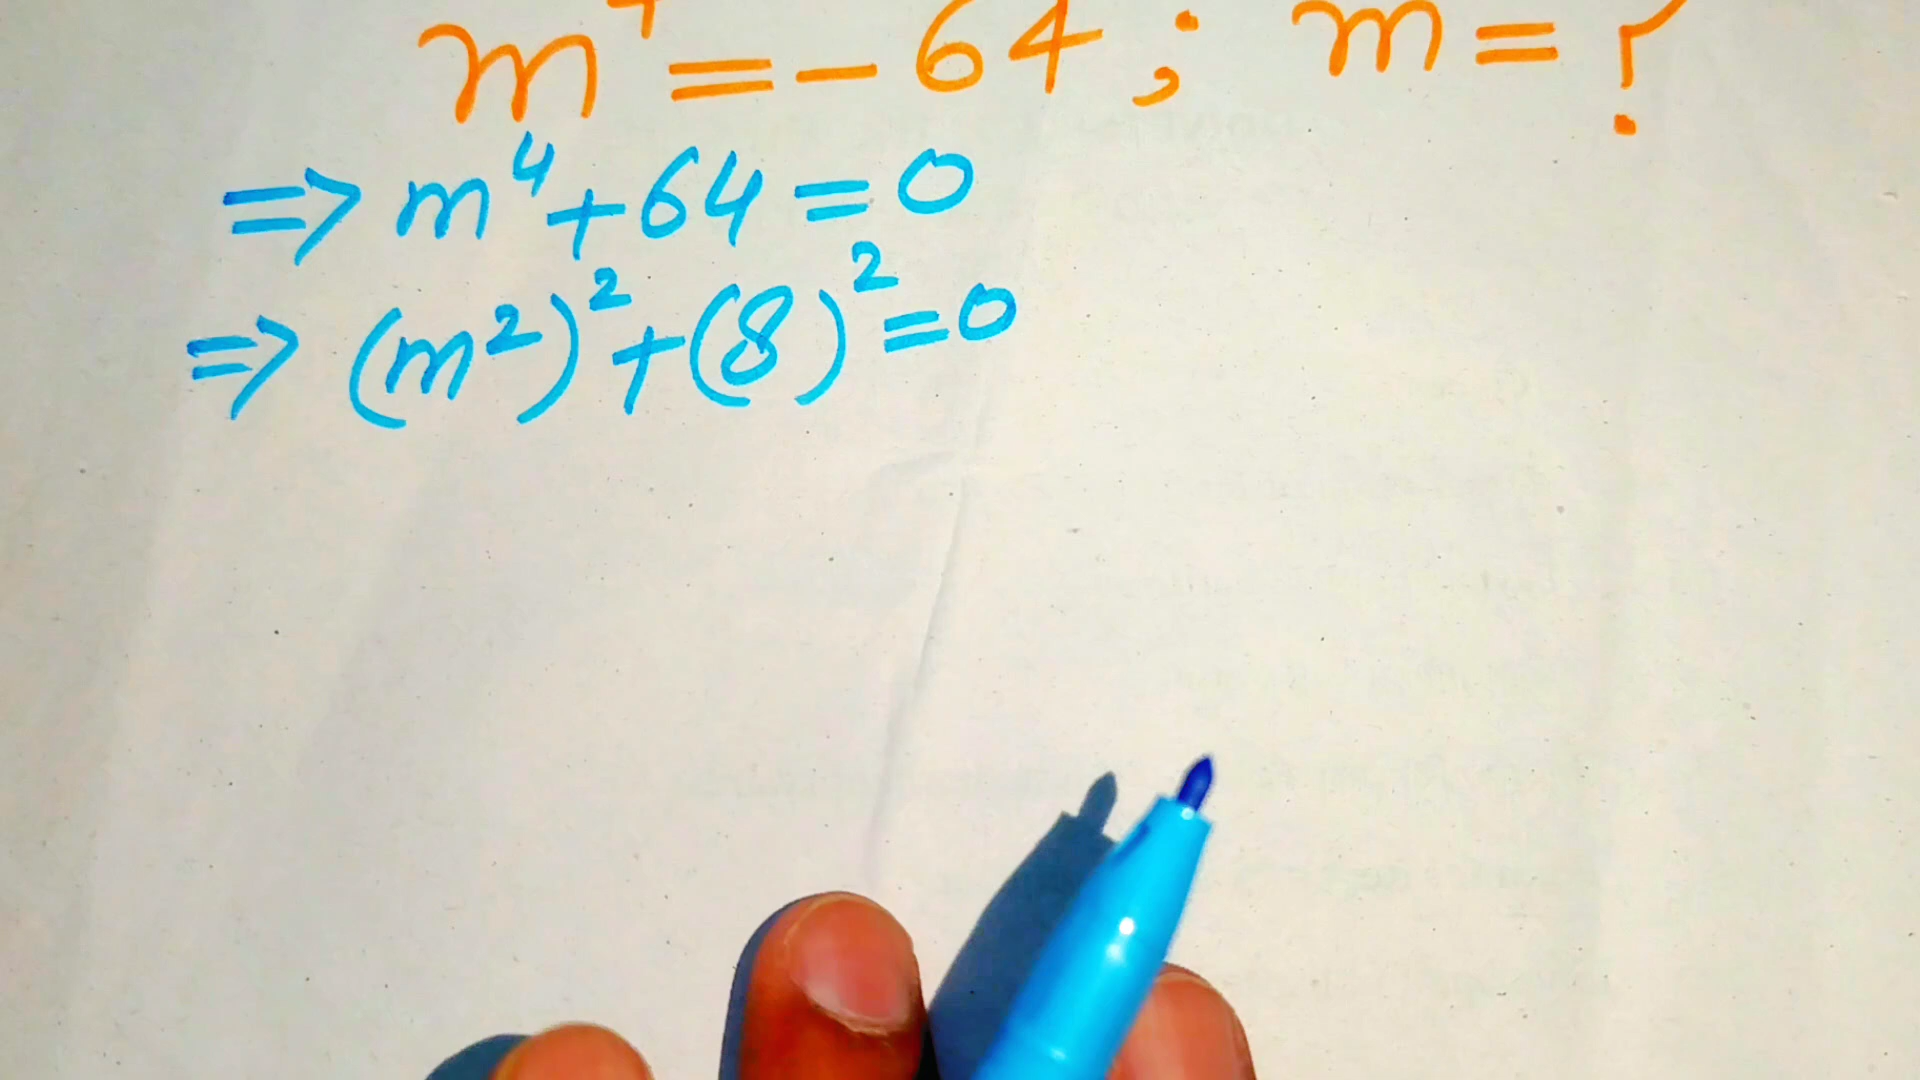 m⁴ = - 64 ; m = ?
⇒ m⁴ + 64 = 0
⇒ (m²)² + (8)² = 0